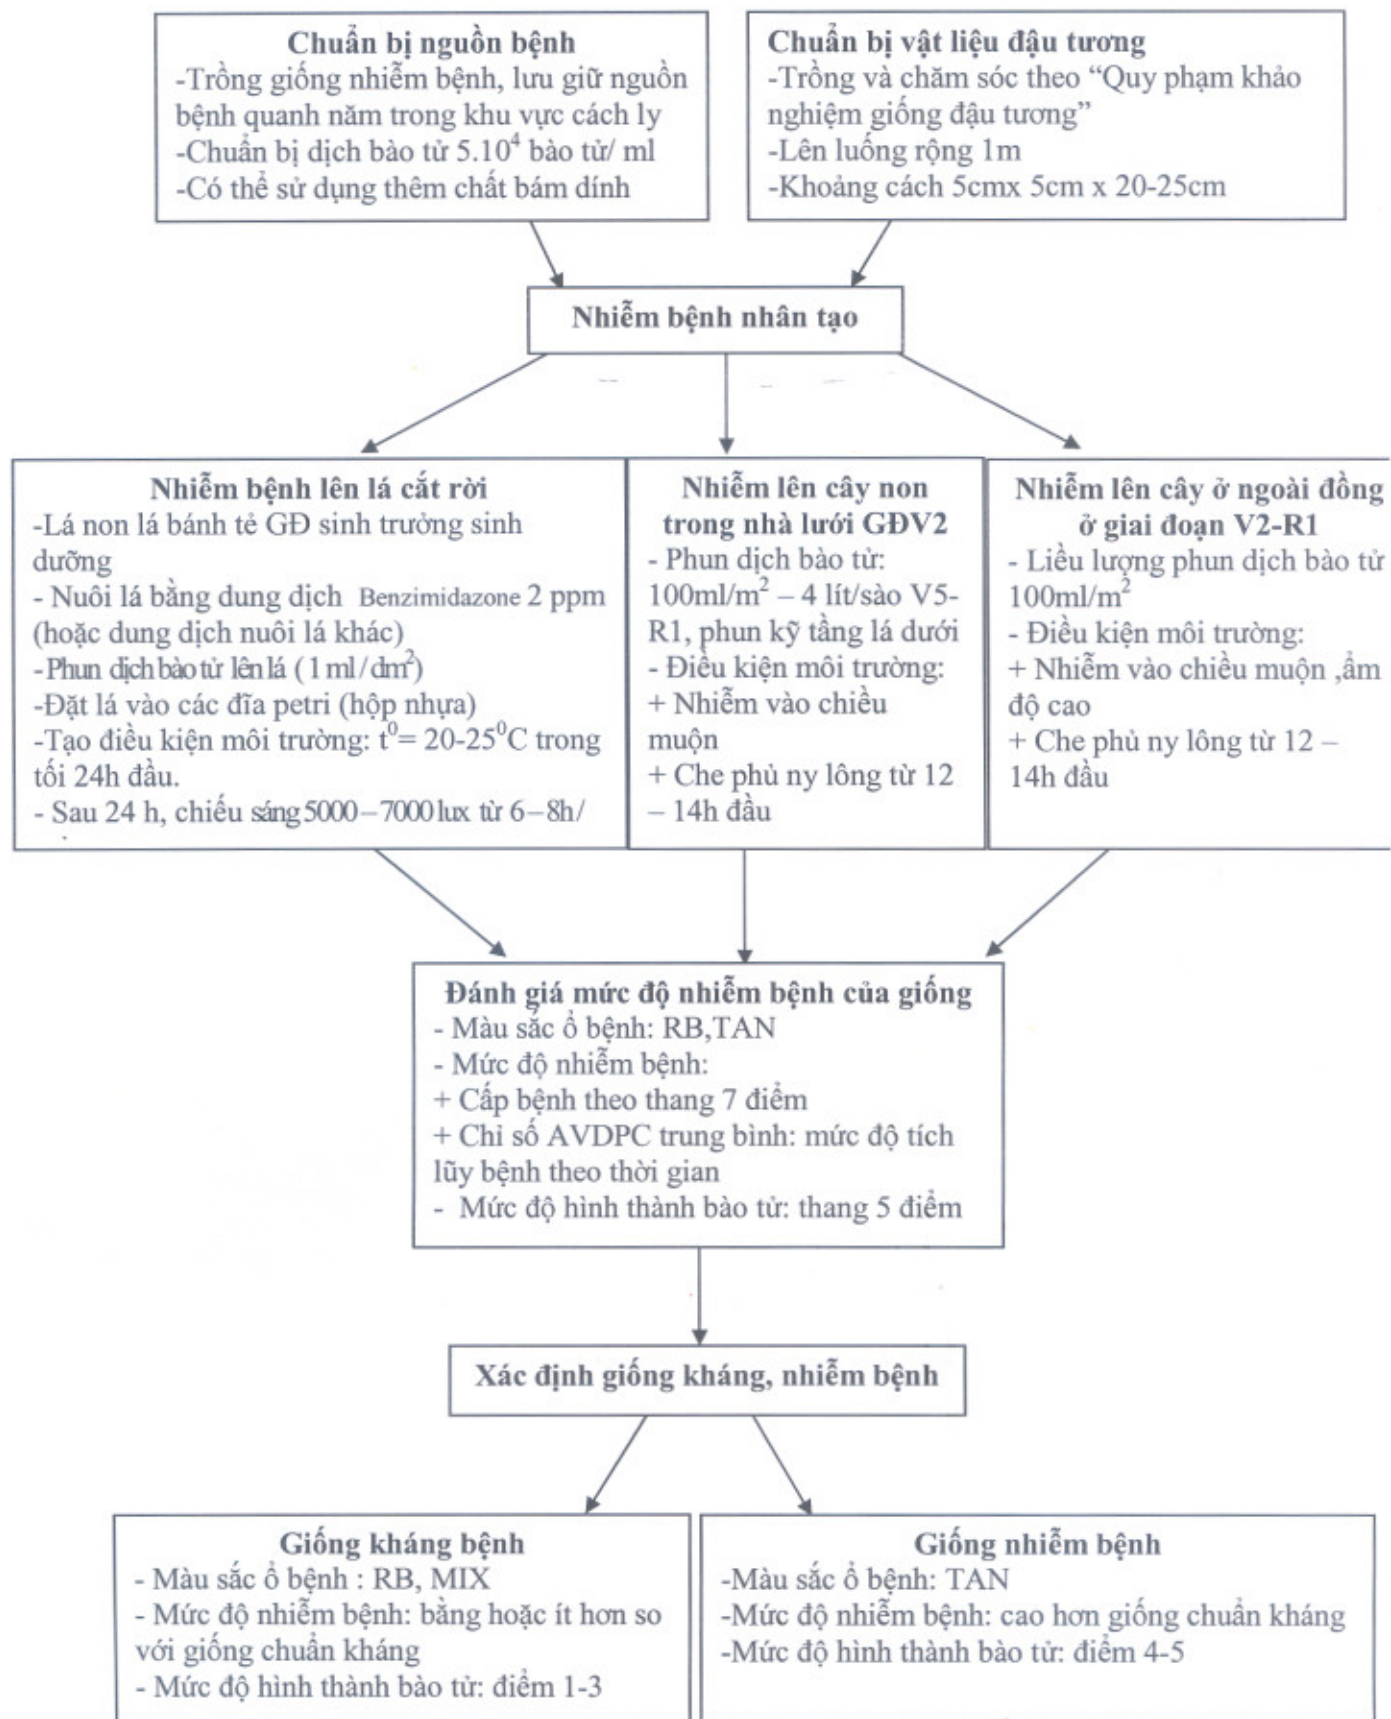 Chuẩn bị nguồn bệnh
-Trồng giống nhiễm bệnh, lưu giữ nguồn
bệnh quanh năm trong khu vực cách ly
-Chuẩn bị dịch bào tử 5.10⁴ bào tử/ ml
-Có thể sử dụng thêm chất bám dính
Chuẩn bị vật liệu đậu tương
-Trồng và chăm sóc theo “Quy phạm khảo
nghiệm giống đậu tương”
-Lên luống rộng 1m
-Khoảng cách 5cmx 5cm x 20-25cm
Nhiễm bệnh nhân tạo
Nhiễm bệnh lên lá cắt rời
-Lá non lá bánh tẻ GĐ sinh trưởng sinh
dưỡng
- Nuôi lá bằng dung dịch Benzimidazone 2 ppm
(hoặc dung dịch nuôi lá khác)
-Phun dịch bào tử lên lá (1 ml / dm²)
-Đặt lá vào các đĩa petri (hộp nhựa)
-Tạo điều kiện môi trường: t⁰= 20-25⁰C trong
tối 24h đầu.
- Sau 24 h, chiếu sáng 5000 – 7000 lux từ 6 – 8h/
Nhiễm lên cây non
trong nhà lưới GĐV2
- Phun dịch bào tử:
100ml/m² – 4 lít/sào V5-
R1, phun kỹ tầng lá dưới
- Điều kiện môi trường:
+ Nhiễm vào chiều
muộn
+ Che phủ ny lông từ 12
– 14h đầu
Nhiễm lên cây ở ngoài đồng
ở giai đoạn V2-R1
- Liều lượng phun dịch bào tử
100ml/m²
- Điều kiện môi trường:
+ Nhiễm vào chiều muộn ,ẩm
độ cao
+ Che phủ ny lông từ 12 –
14h đầu
Đánh giá mức độ nhiễm bệnh của giống
- Màu sắc ổ bệnh: RB,TAN
- Mức độ nhiễm bệnh:
+ Cấp bệnh theo thang 7 điểm
+ Chỉ số AVDPC trung bình: mức độ tích
lũy bệnh theo thời gian
- Mức độ hình thành bào tử: thang 5 điểm
Xác định giống kháng, nhiễm bệnh
Giống kháng bệnh
- Màu sắc ổ bệnh : RB, MIX
- Mức độ nhiễm bệnh: bằng hoặc ít hơn so
với giống chuẩn kháng
- Mức độ hình thành bào tử: điểm 1-3
Giống nhiễm bệnh
-Màu sắc ổ bệnh: TAN
-Mức độ nhiễm bệnh: cao hơn giống chuẩn kháng
-Mức độ hình thành bào tử: điểm 4-5